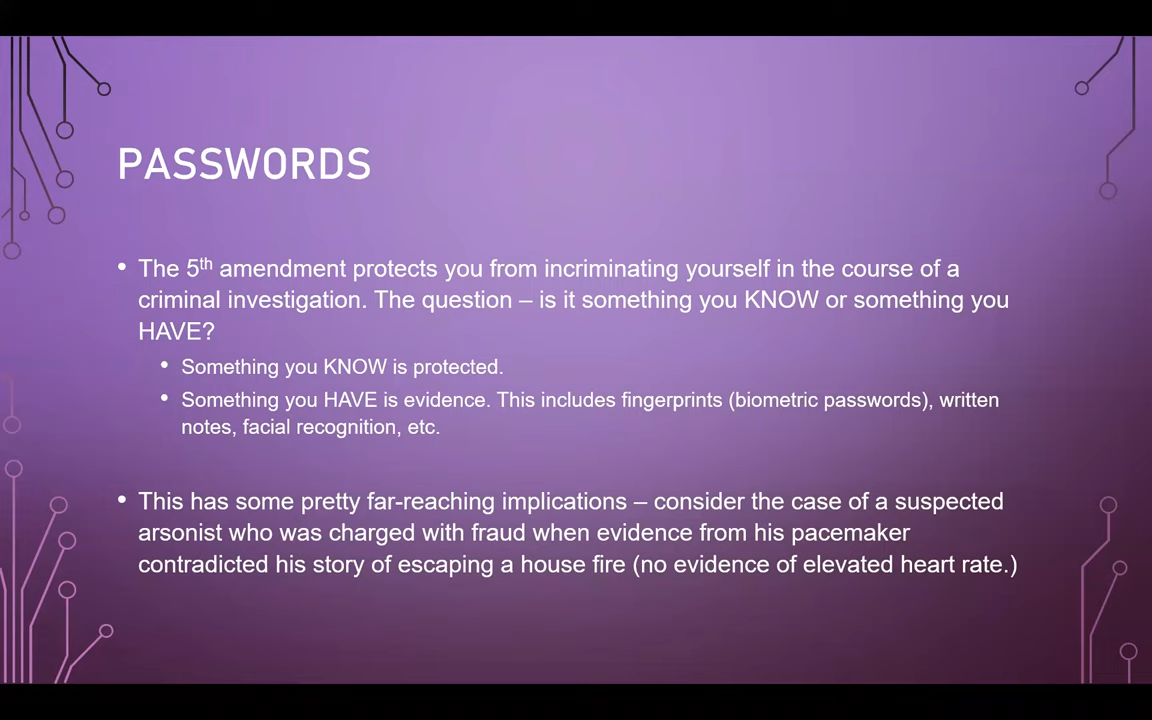 PASSWORDS
• The 5th amendment protects you from incriminating yourself in the course of a
criminal investigation. The question – is it something you KNOW or something you
HAVE?
• Something you KNOW is protected.
• Something you HAVE is evidence. This includes fingerprints (biometric passwords), written
notes, facial recognition, etc.
• This has some pretty far-reaching implications – consider the case of a suspected
arsonist who was charged with fraud when evidence from his pacemaker
contradicted his story of escaping a house fire (no evidence of elevated heart rate.)